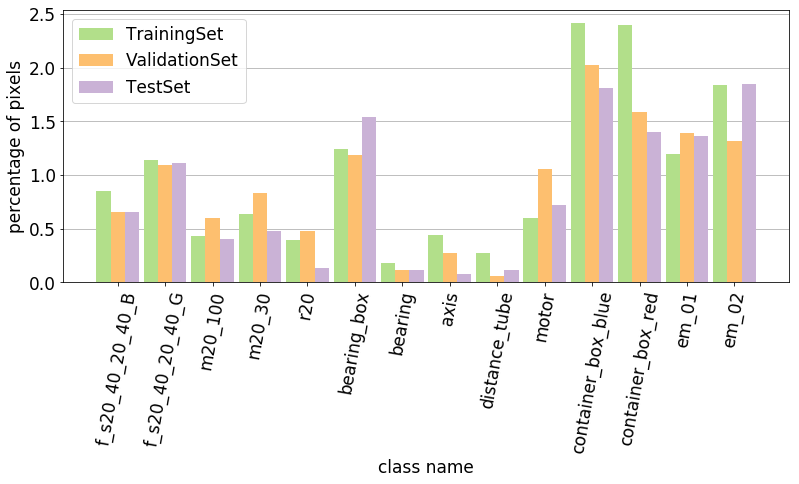 2.5
2.0
1.5
1.0
0.5
0.0
percentage of pixels
TrainingSet
ValidationSet
TestSet
f_s20_40_20_40_B
f_s20_40_20_40_G
m20_100
m20_30
r20
bearing_box
bearing
axis
distance_tube
motor
container_box_blue
container_box_red
em_01
em_02
class name